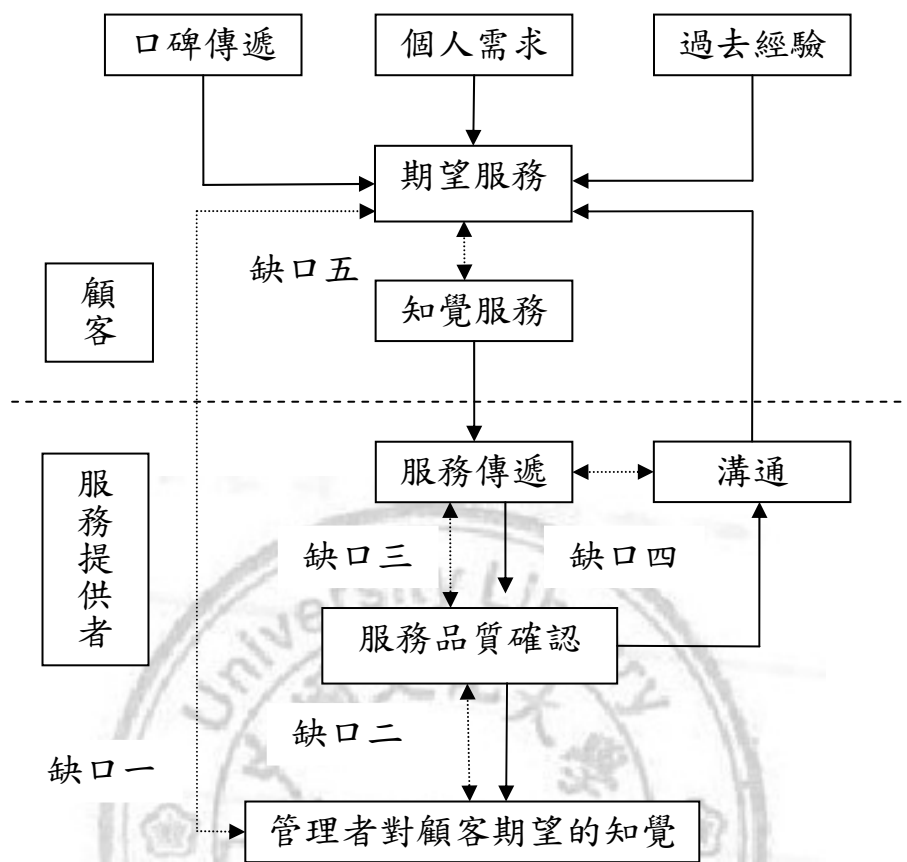 口碑傳遞
個人需求
過去經驗
期望服務
缺口五
顧客
知覺服務
服務提供者
服務傳遞
溝通
缺口三
缺口四
服務品質確認
缺口二
缺口一
管理者對顧客期望的知覺
University Library